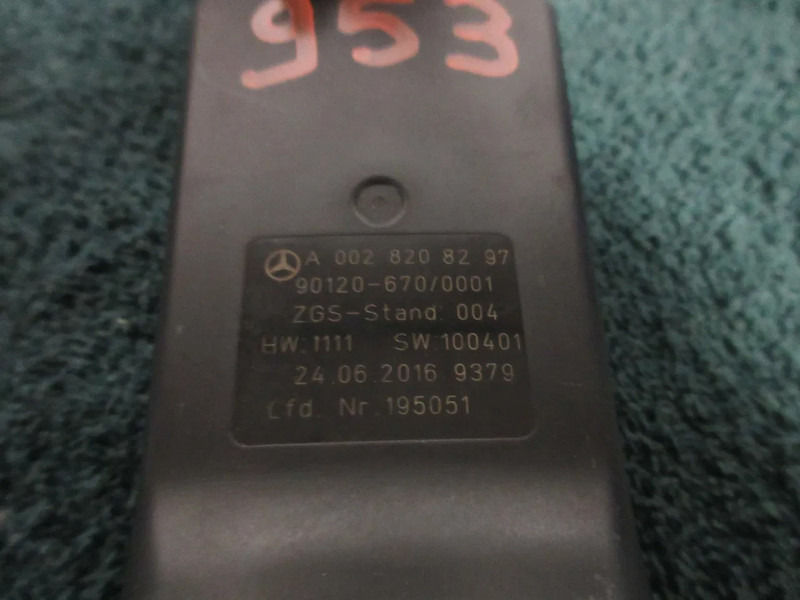 953
A 002 820 82 97
90120-670/0001
ZGS-Stand: 004
HW:1111 SW:100401
24.06.2016 9379
Lfd. Nr.195051